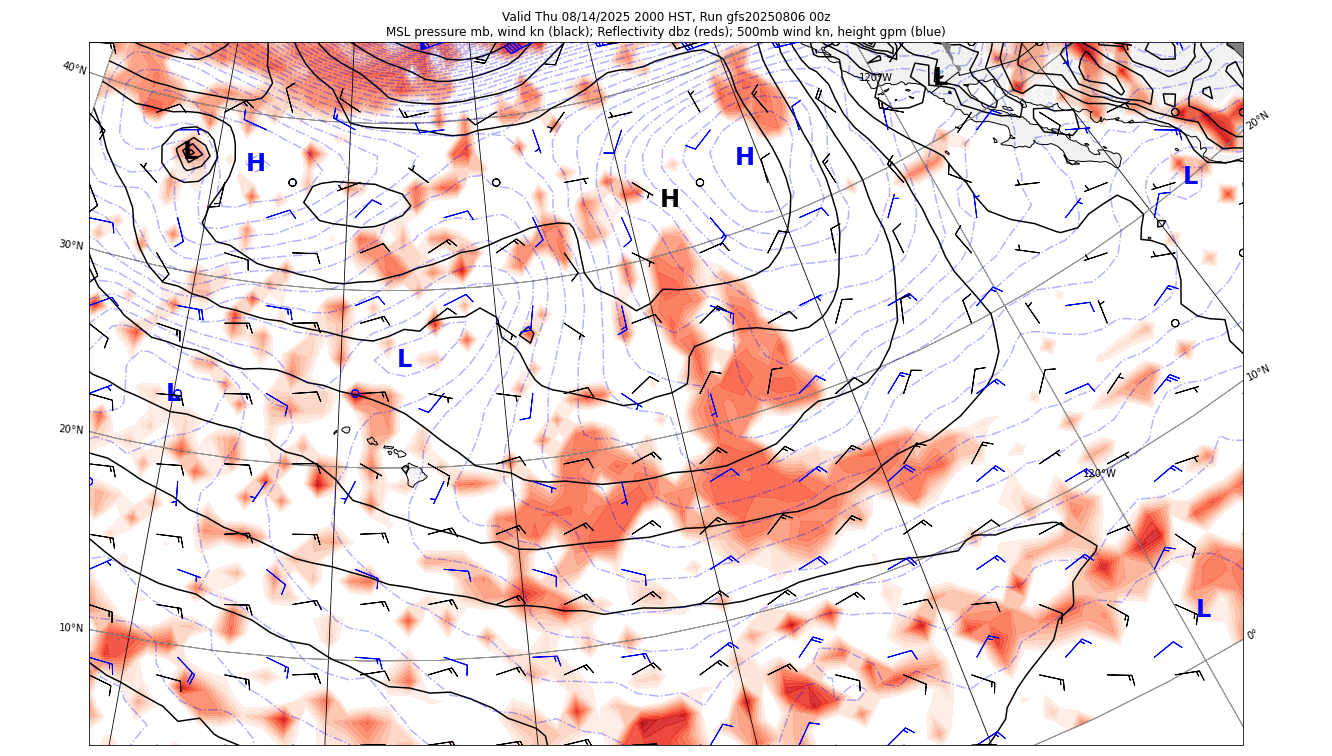 Valid Thu 08/14/2025 2000 HST, Run gfs20250806 00z
MSL pressure mb, wind kn (black); Reflectivity dbz (reds); 500mb wind kn, height gpm (blue)
40°N
120°W
L
20°N
L
H
H
L
H
30°N
L
L
10°N
20°N
120°W
L
10°N
0°